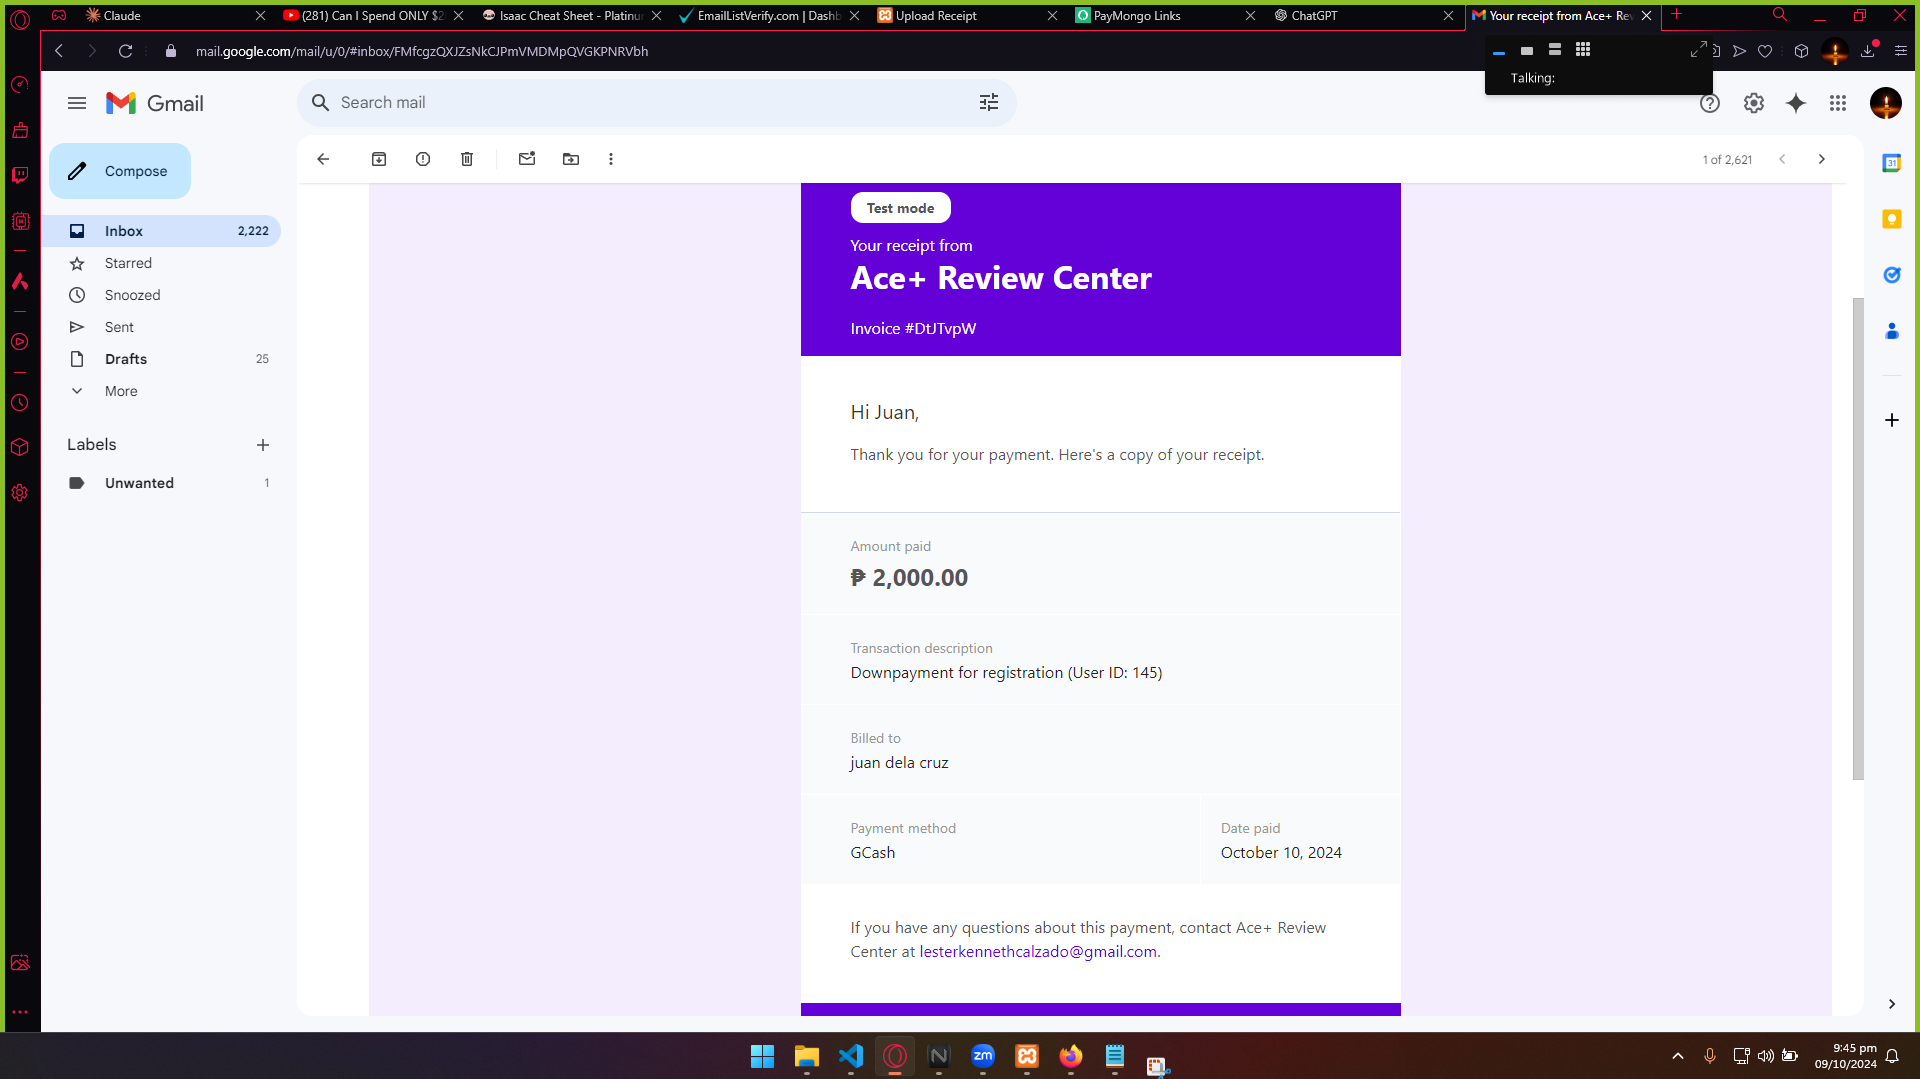 Claude
(281) Can I Spend ONLY $2
Isaac Cheat Sheet - Platinu
EmailListVerify.com | Dashb
Upload Receipt
PayMongo Links
ChatGPT
Your receipt from Ace+ Rev
mail.google.com/mail/u/0/#inbox/FMfcgzQXJZsNkCJPmVMDMpQVGKPNRVbh
Talking:
Gmail
Search mail
Compose
1 of 2,621
Inbox 2,222
Starred
Snoozed
Sent
Drafts 25
More
Labels
Unwanted 1
Test mode
Your receipt from
Ace+ Review Center
Invoice #DtJTvpW
Hi Juan,
Thank you for your payment. Here's a copy of your receipt.
Amount paid
₱ 2,000.00
Transaction description
Downpayment for registration (User ID: 145)
Billed to
juan dela cruz
Payment method Date paid
GCash October 10, 2024
If you have any questions about this payment, contact Ace+ Review
Center at lesterkennethcalzado@gmail.com.
31
zm
9:45 pm
09/10/2024